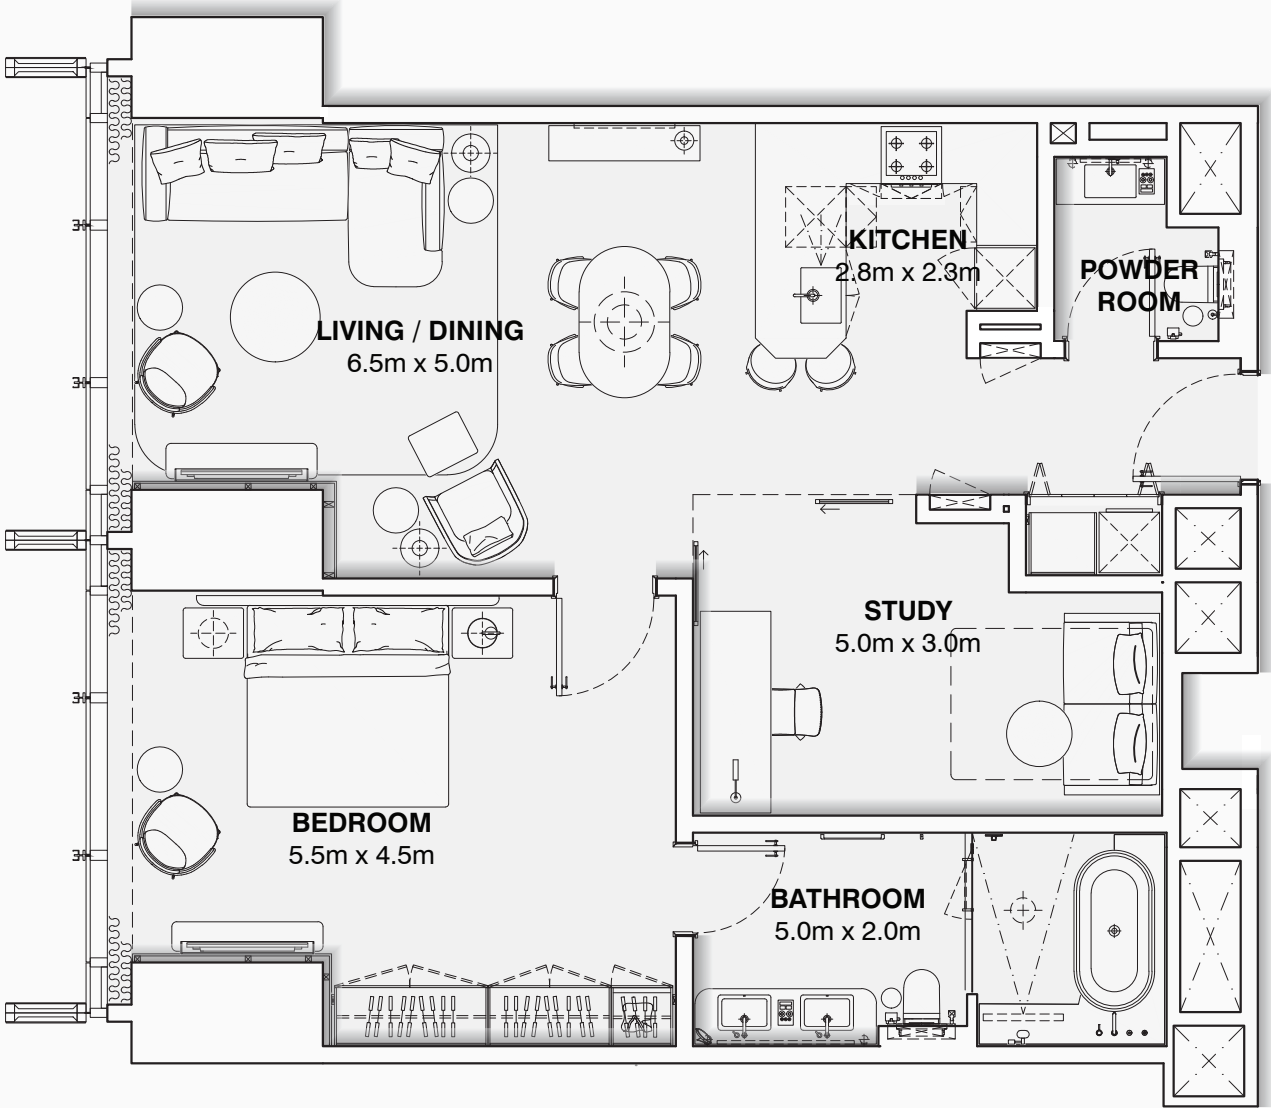 KITCHEN
2.8m x 2.3m
POWDER
ROOM
LIVING / DINING
6.5m x 5.0m
STUDY
5.0m x 3.0m
BEDROOM
5.5m x 4.5m
BATHROOM
5.0m x 2.0m